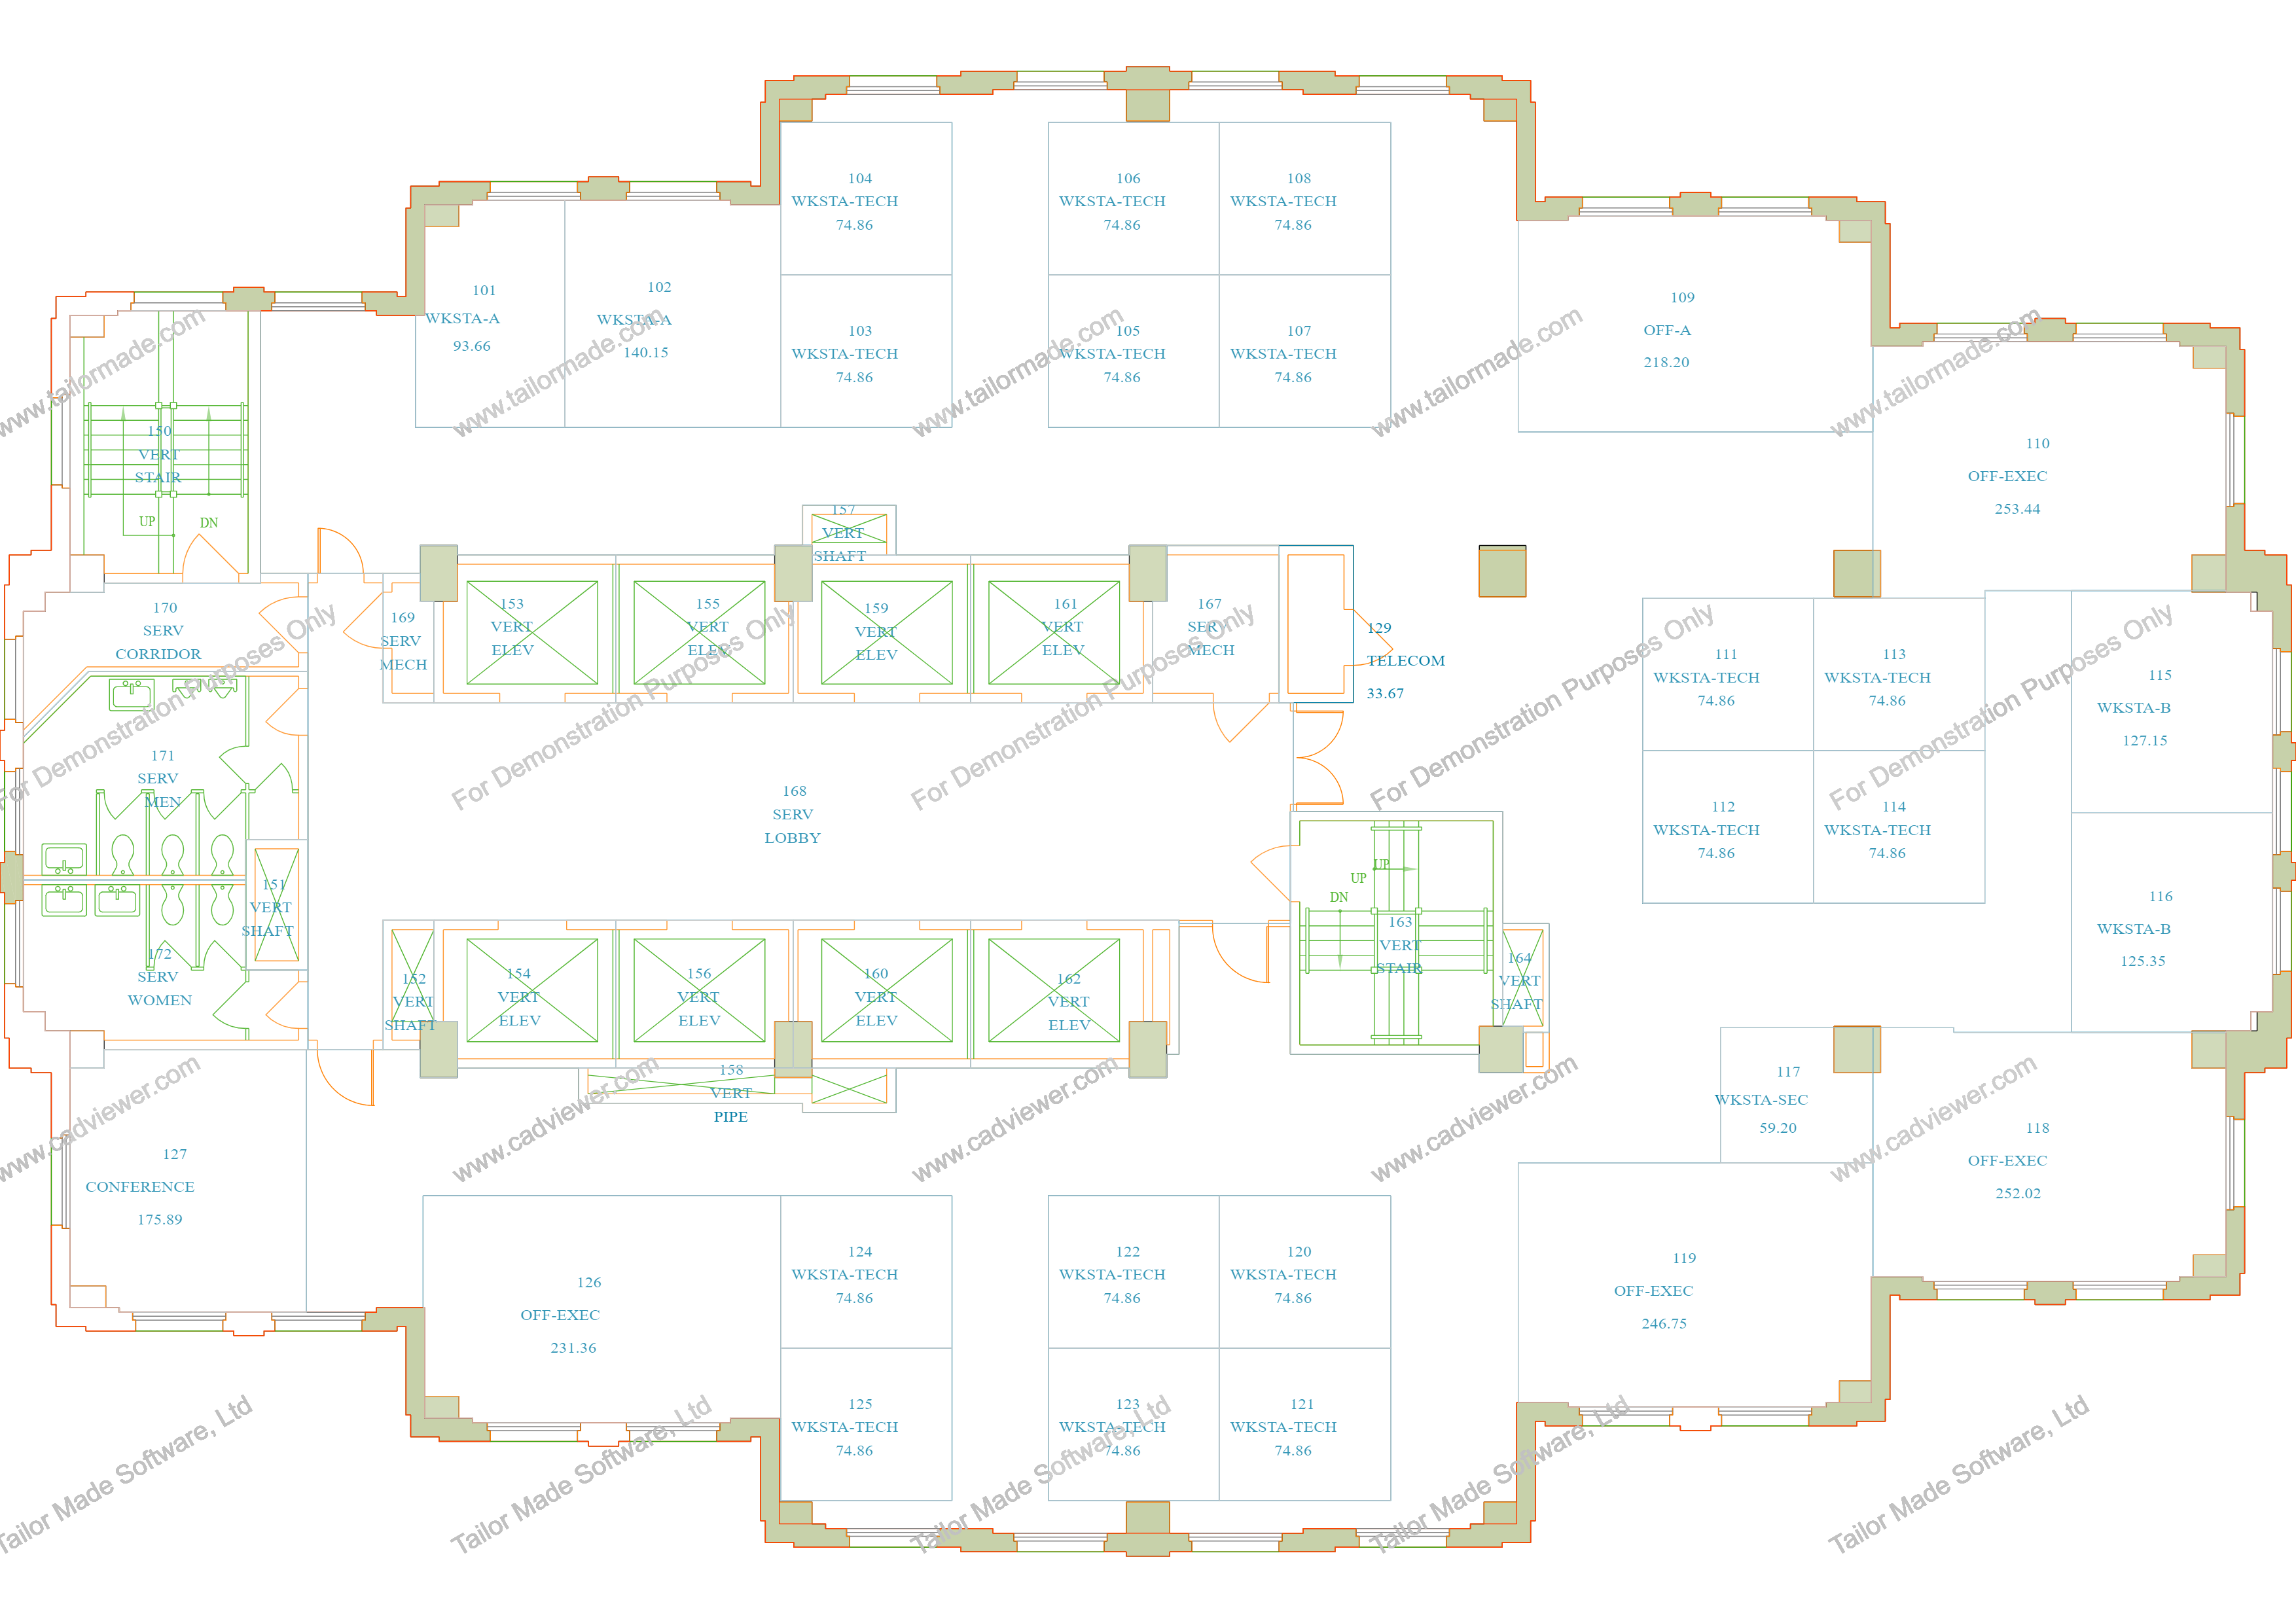 104
WKSTA-TECH
74.86
106
WKSTA-TECH
74.86
108
WKSTA-TECH
74.86
101
WKSTA-A
93.66
102
WKSTA-A
140.15
103
WKSTA-TECH
74.86
105
WKSTA-TECH
74.86
107
WKSTA-TECH
74.86
109
OFF-A
218.20
110
OFF-EXEC
253.44
www.tailormade.com
www.tailormade.com
www.tailormade.com
www.tailormade.com
www.tailormade.com
150
VERT
STAIR
UP
DN
157
VERT
SHAFT
170
SERV
CORRIDOR
169
SERV
MECH
153
VERT
ELEV
155
VERT
ELEV
159
VERT
ELEV
161
VERT
ELEV
167
SERV
MECH
129
TELECOM
33.67
111
WKSTA-TECH
74.86
113
WKSTA-TECH
74.86
115
WKSTA-B
127.15
For Demonstration Purposes Only
For Demonstration Purposes Only
For Demonstration Purposes Only
For Demonstration Purposes Only
For Demonstration Purposes Only
171
SERV
MEN
168
SERV
LOBBY
112
WKSTA-TECH
74.86
114
WKSTA-TECH
74.86
116
WKSTA-B
125.35
151
VERT
SHAFT
172
SERV
WOMEN
152
VERT
SHAFT
154
VERT
ELEV
156
VERT
ELEV
160
VERT
ELEV
162
VERT
ELEV
UP
UP
DN
163
VERT
STAIR
164
VERT
SHAFT
158
VERT
PIPE
117
WKSTA-SEC
59.20
118
OFF-EXEC
252.02
www.cadviewer.com
www.cadviewer.com
www.cadviewer.com
www.cadviewer.com
www.cadviewer.com
127
CONFERENCE
175.89
126
OFF-EXEC
231.36
124
WKSTA-TECH
74.86
122
WKSTA-TECH
74.86
120
WKSTA-TECH
74.86
119
OFF-EXEC
246.75
125
WKSTA-TECH
74.86
123
WKSTA-TECH
74.86
121
WKSTA-TECH
74.86
Tailor Made Software, Ltd
Tailor Made Software, Ltd
Tailor Made Software, Ltd
Tailor Made Software, Ltd
Tailor Made Software, Ltd